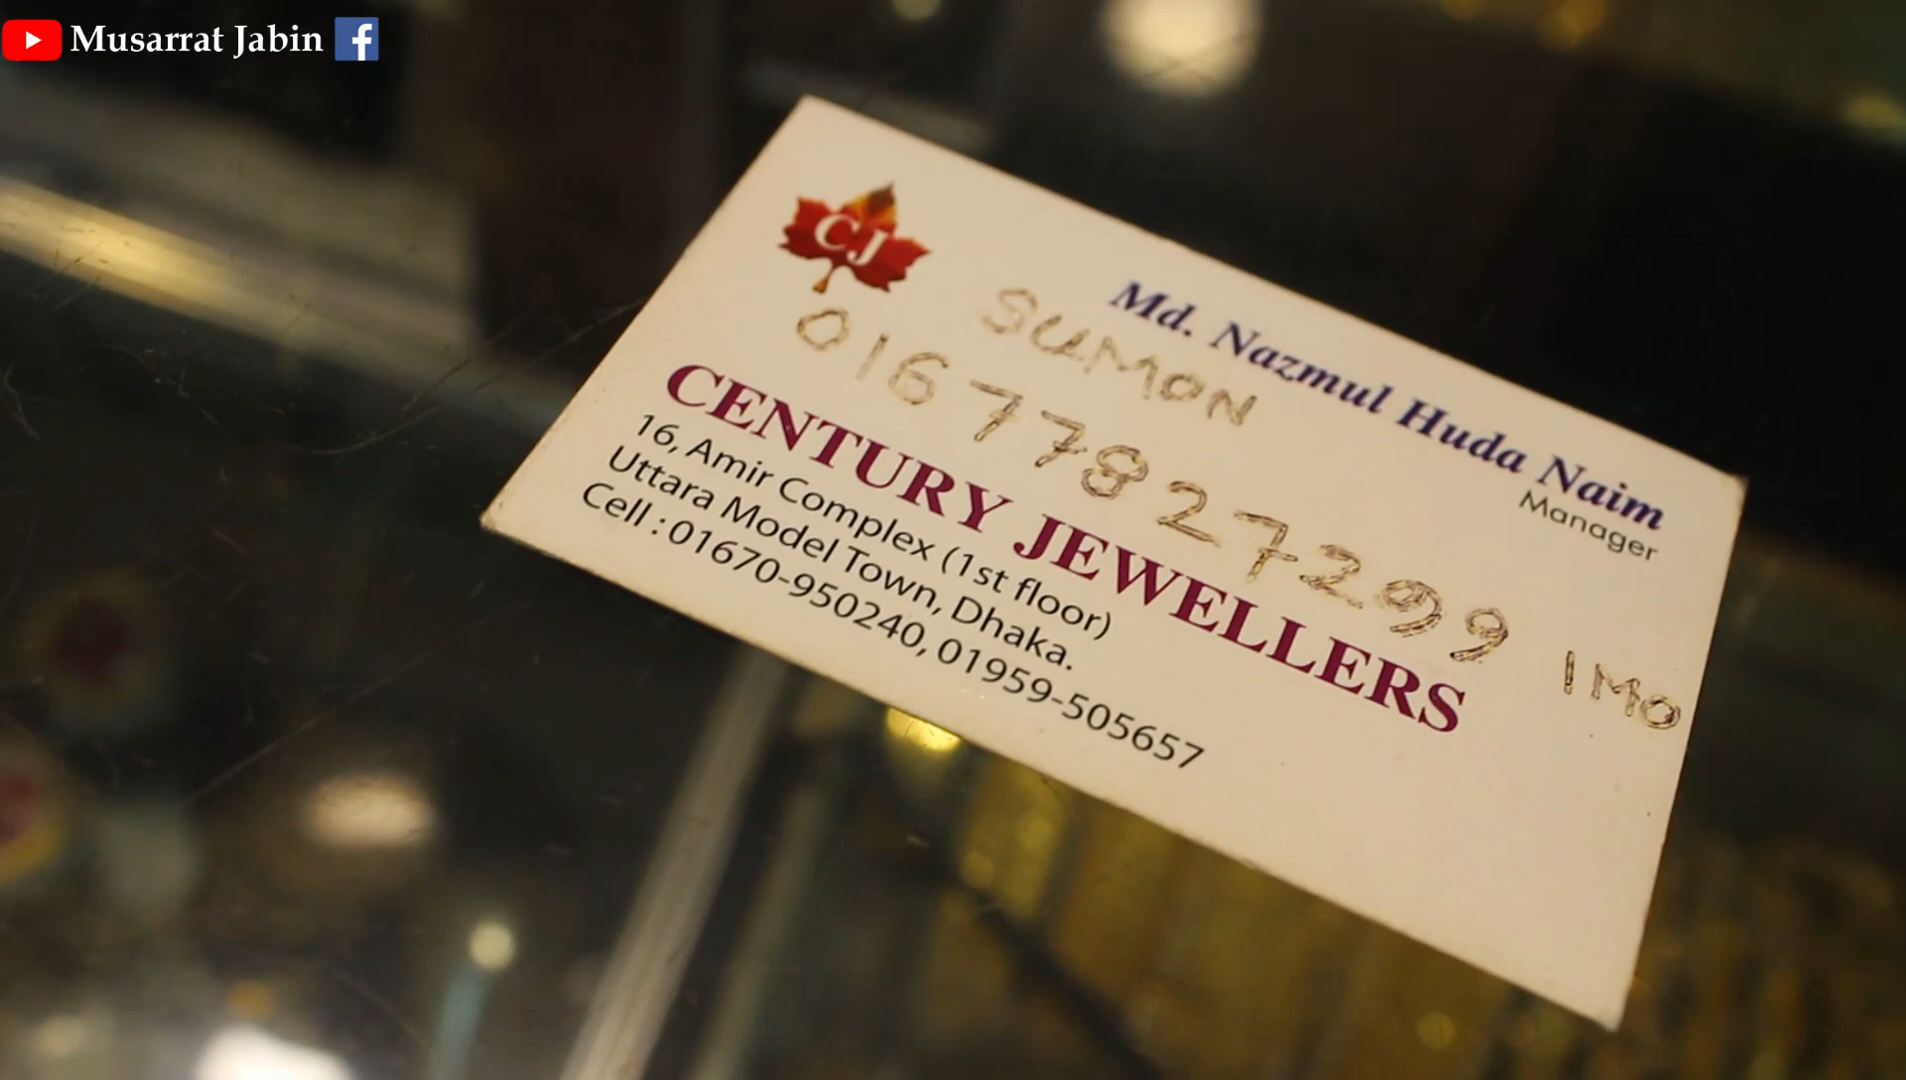 Musarrat Jabin
CJ
Md. Nazmul Huda Naim
Manager
SUMON
01677827299 IMO
CENTURY JEWELLERS
16, Amir Complex (1st floor)
Uttara Model Town, Dhaka.
Cell : 01670-950240, 01959-505657